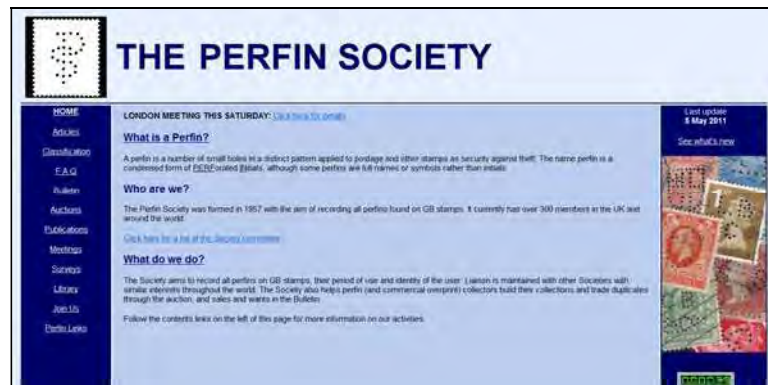 THE PERFIN SOCIETY
HOME
Articles
Classification
F A Q
Bulletin
Auctions
Publications
Meetings
Surveys
Library
Join Us
Perfin Links
LONDON MEETING THIS SATURDAY: Click here for details
What is a Perfin?
A perfin is a number of small holes in a distinct pattern applied to postage and other stamps as security against theft. The name perfin is a
condensed form of PERForated INitials, although some perfins are full names or symbols rather than initials.
Who are we?
The Perfin Society was formed in 1957 with the aim of recording all perfins found on GB stamps. It currently has over 300 members in the UK and
around the world.
Click here for a list of the Society committee
What do we do?
The Society aims to record all perfins on GB stamps, their period of use and identity of the user. Liaison is maintained with other Societies with
similar interests throughout the world. The Society also helps perfin (and commercial overprint) collectors build their collections and trade duplicates
through the auction, and sales and wants in the Bulletin.
Follow the contents links on the left of this page for more information on our activities.
Last update
5 May 2011
See what's new